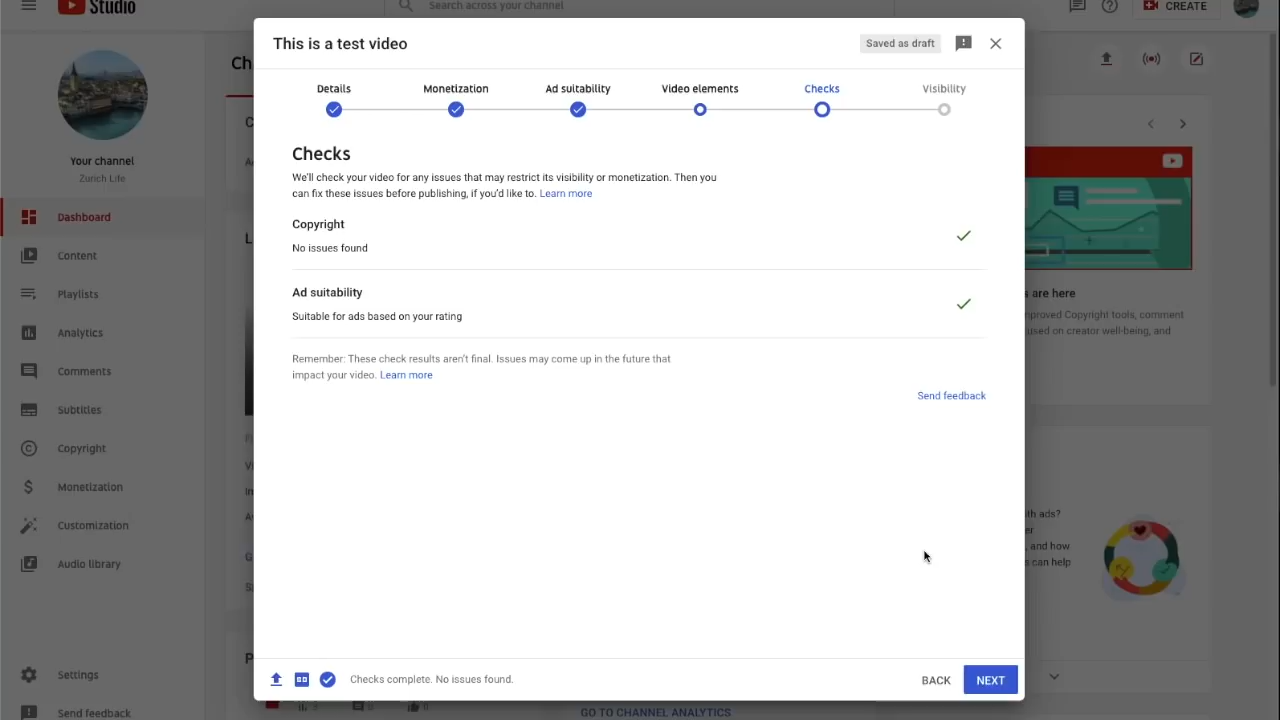 Studio
Search across your channel
CREATE
This is a test video
Saved as draft
Details
Monetization
Ad suitability
Video elements
Checks
Visibility
Checks
We'll check your video for any issues that may restrict its visibility or monetization. Then you
can fix these issues before publishing, if you'd like to. Learn more
Copyright
No issues found
Ad suitability
Suitable for ads based on your rating
Remember: These check results aren't final. Issues may come up in the future that
impact your video. Learn more
Send feedback
Checks complete. No issues found.
BACK
NEXT
Your channel
Zurich Life
Dashboard
Content
Playlists
Analytics
Comments
Subtitles
Copyright
Monetization
Customization
Audio library
Settings
Send feedback
Ch
s are here
mproved Copyright tools, comment
used on creator well-being, and
th ads?
er
, and how
s can help
GO TO CHANNEL ANALYTICS